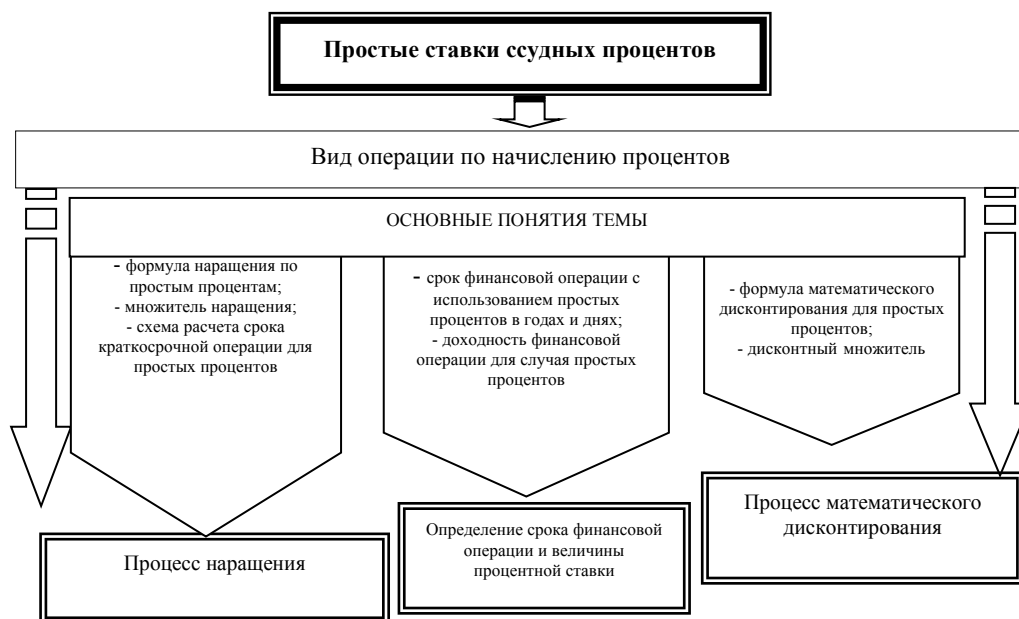 Простые ставки ссудных процентов
Вид операции по начислению процентов
ОСНОВНЫЕ ПОНЯТИЯ ТЕМЫ
- формула наращения по
простым процентам;
- множитель наращения;
- схема расчета срока
краткосрочной операции для
простых процентов
- срок финансовой операции с
использованием простых
процентов в годах и днях;
- доходность финансовой
операции для случая простых
процентов
- формула математического
дисконтирования для простых
процентов;
- дисконтный множитель
Процесс наращения
Определение срока финансовой
операции и величины
процентной ставки
Процесс математического
дисконтирования